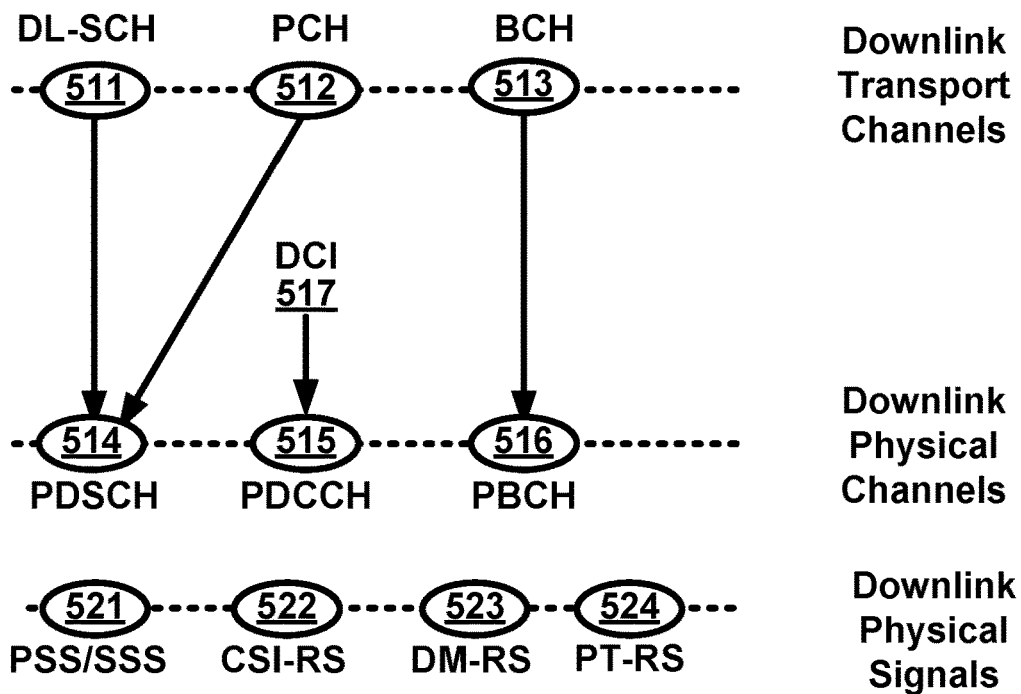 DL-SCH PCH BCH
511 512 513
Downlink
Transport
Channels
DCI
517
514 515 516
PDSCH PDCCH PBCH
Downlink
Physical
Channels
521 522 523 524
PSS/SSS CSI-RS DM-RS PT-RS
Downlink
Physical
Signals